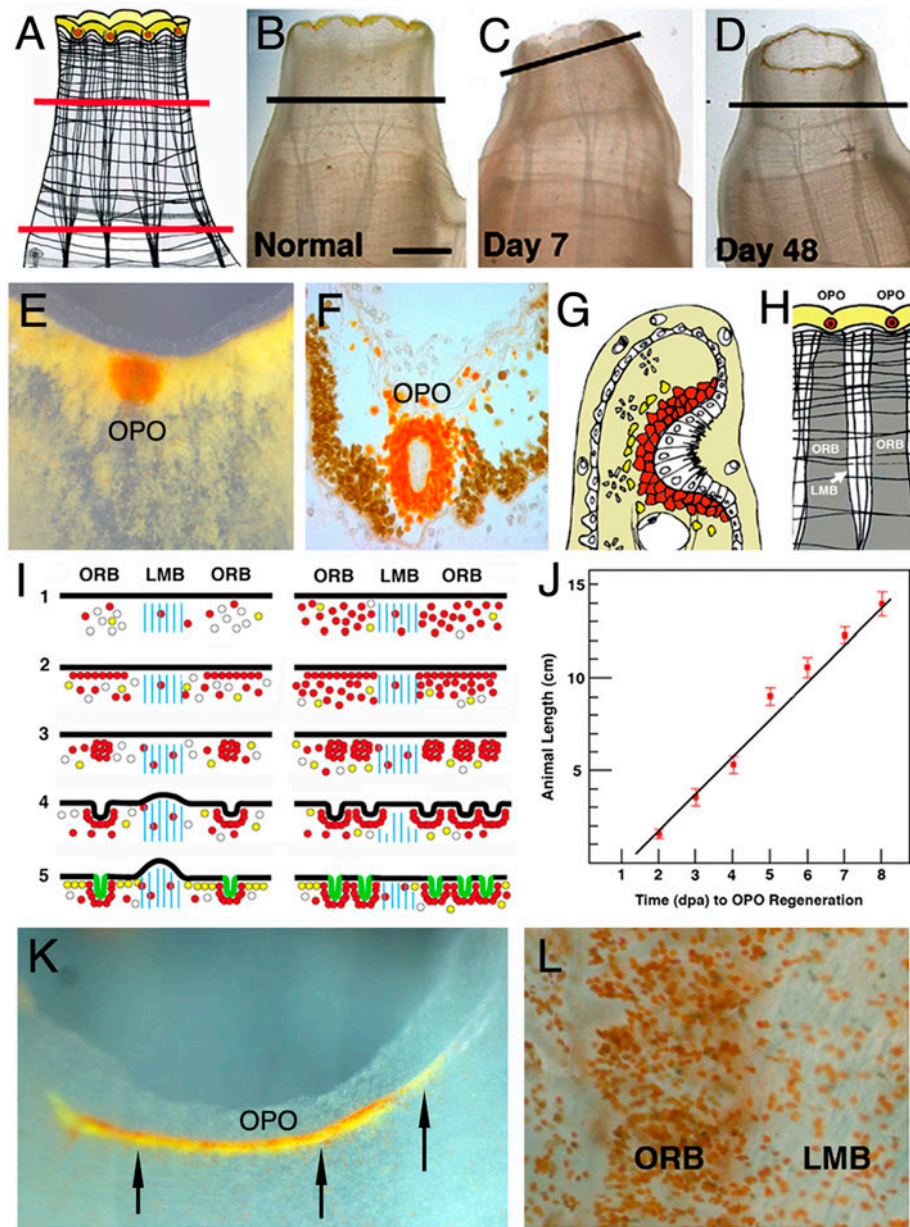 A
B
C
D
Normal
Day 7
Day 48
E
OPO
F
OPO
G
H
OPO OPO
ORB ORB
LMB
I
ORB LMB ORB ORB LMB ORB
1
2
3
4
5
J
15
10
5
Animal Length (cm)
1 2 3 4 5 6 7 8
Time (dpa) to OPO Regeneration
K
OPO
L
ORB LMB